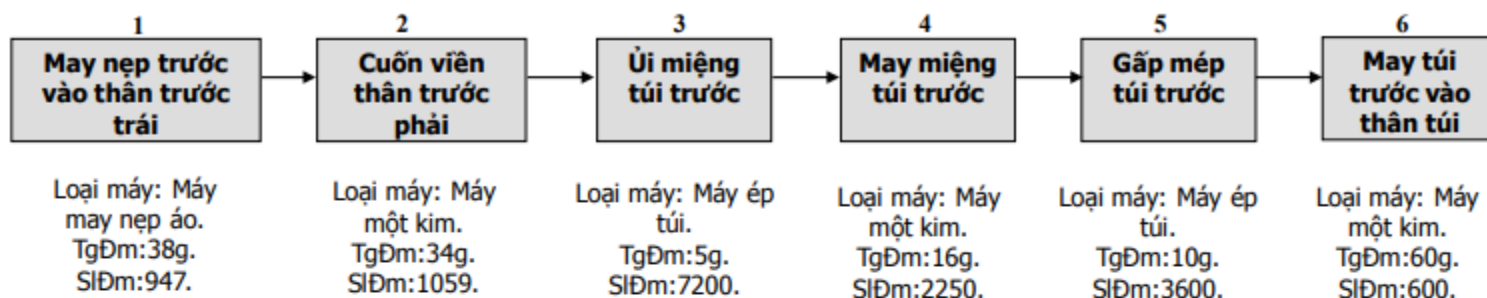 1
May nẹp trước
vào thân trước
trái
Loại máy: Máy
may nẹp áo.
TgĐm:38g.
SlĐm:947.
2
Cuốn viền
thân trước
phải
Loại máy: Máy
một kim.
TgĐm:34g.
SlĐm:1059.
3
Ủi miệng
túi trước
Loại máy: Máy ép
túi.
TgĐm:5g.
SlĐm:7200.
4
May miệng
túi trước
Loại máy: Máy
một kim.
TgĐm:16g.
SlĐm:2250.
5
Gấp mép
túi trước
Loại máy: Máy ép
túi.
TgĐm:10g.
SlĐm:3600.
6
May túi
trước vào
thân túi
Loại máy: Máy
một kim.
TgĐm:60g.
SlĐm:600.